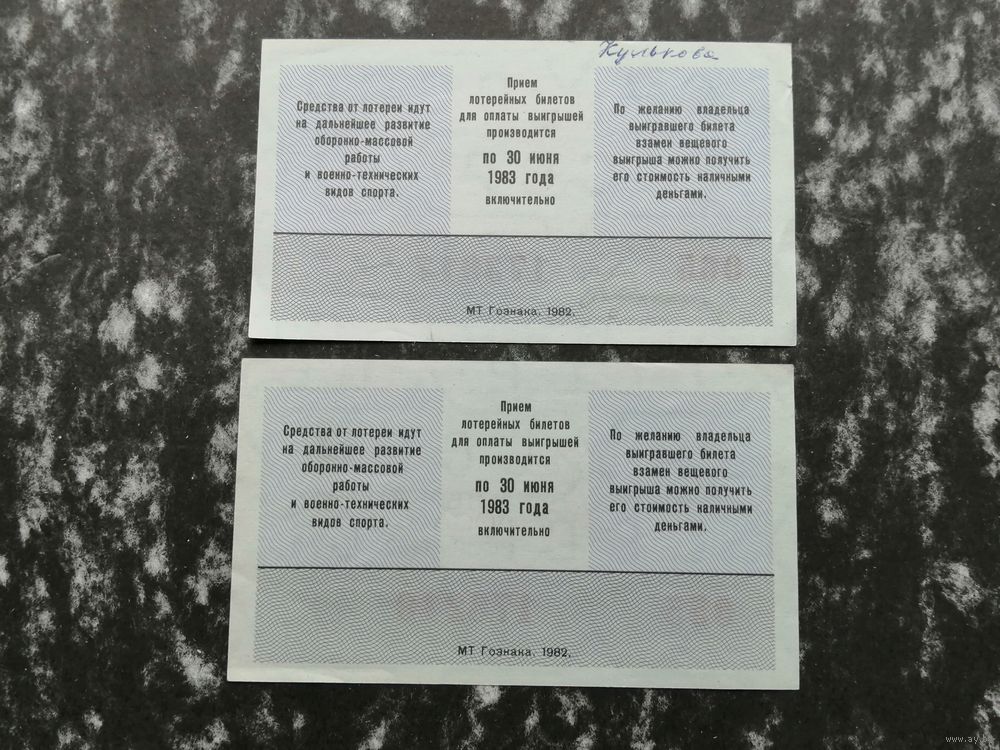 Кулькова
Средства от лотереи идут
на дальнейшее развитие
оборонно-массовой
работы
и военно-технических
видов спорта.
Прием
лотерейных билетов
для оплаты выигрышей
производится
по 30 июня
1983 года
включительно
По желанию владельца
выигравшего билета
взамен вещевого
выигрыша можно получить
его стоимость наличными
деньгами.
МТ Гознака. 1982.
Средства от лотереи идут
на дальнейшее развитие
оборонно-массовой
работы
и военно-технических
видов спорта.
Прием
лотерейных билетов
для оплаты выигрышей
производится
по 30 июня
1983 года
включительно
По желанию владельца
выигравшего билета
взамен вещевого
выигрыша можно получить
его стоимость наличными
деньгами.
МТ Гознака. 1982.